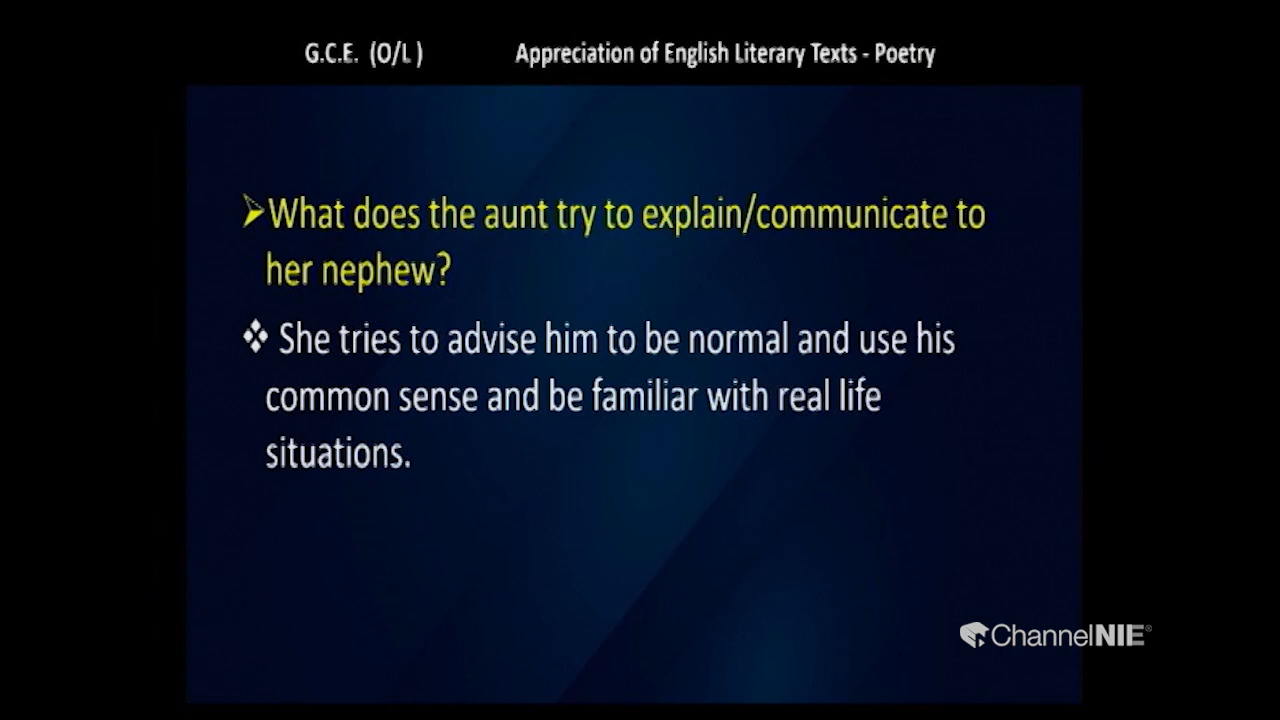 G.C.E. (O/L ) Appreciation of English Literary Texts - Poetry
➢What does the aunt try to explain/communicate to
her nephew?
❖ She tries to advise him to be normal and use his
common sense and be familiar with real life
situations.
ChannelNIE®